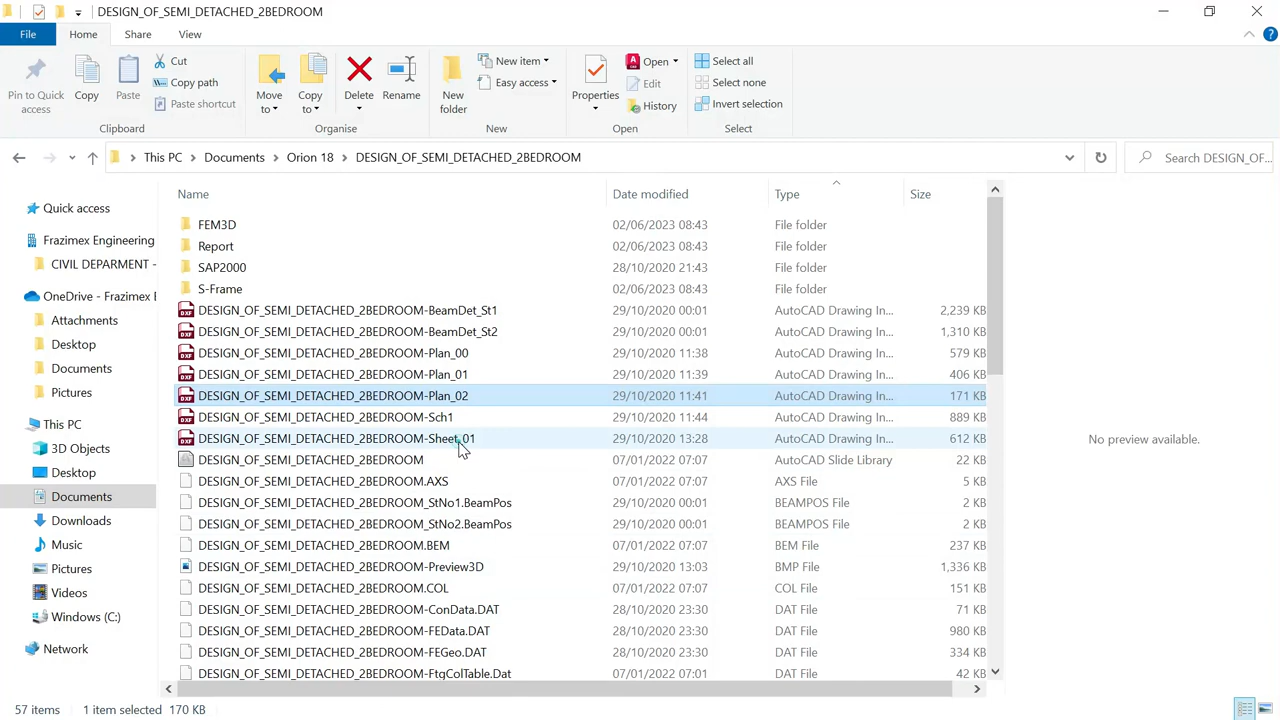 DESIGN_OF_SEMI_DETACHED_2BEDROOM
File Home Share View
Pin to Quick access
Copy
Paste
Cut
Copy path
Paste shortcut
Move to
Copy to
Delete
Rename
New folder
New item
Easy access
Properties
Open
Edit
History
Select all
Select none
Invert selection
Clipboard Organise New Open Select
This PC Documents Orion 18 DESIGN_OF_SEMI_DETACHED_2BEDROOM
Search DESIGN_OF...
Quick access
Frazimex Engineering
CIVIL DEPARMENT -
OneDrive - Frazimex E
Attachments
Desktop
Documents
Pictures
This PC
3D Objects
Desktop
Documents
Downloads
Music
Pictures
Videos
Windows (C:)
Network
Name Date modified Type Size
FEM3D 02/06/2023 08:43 File folder
Report 02/06/2023 08:43 File folder
SAP2000 28/10/2020 21:43 File folder
S-Frame 02/06/2023 08:43 File folder
DESIGN_OF_SEMI_DETACHED_2BEDROOM-BeamDet_St1 29/10/2020 00:01 AutoCAD Drawing In... 2,239 KB
DESIGN_OF_SEMI_DETACHED_2BEDROOM-BeamDet_St2 29/10/2020 00:01 AutoCAD Drawing In... 1,310 KB
DESIGN_OF_SEMI_DETACHED_2BEDROOM-Plan_00 29/10/2020 11:38 AutoCAD Drawing In... 579 KB
DESIGN_OF_SEMI_DETACHED_2BEDROOM-Plan_01 29/10/2020 11:39 AutoCAD Drawing In... 406 KB
DESIGN_OF_SEMI_DETACHED_2BEDROOM-Plan_02 29/10/2020 11:41 AutoCAD Drawing In... 171 KB
DESIGN_OF_SEMI_DETACHED_2BEDROOM-Sch1 29/10/2020 11:44 AutoCAD Drawing In... 889 KB
DESIGN_OF_SEMI_DETACHED_2BEDROOM-Sheet_01 29/10/2020 13:28 AutoCAD Drawing In... 612 KB
DESIGN_OF_SEMI_DETACHED_2BEDROOM 07/01/2022 07:07 AutoCAD Slide Library 22 KB
DESIGN_OF_SEMI_DETACHED_2BEDROOM.AXS 07/01/2022 07:07 AXS File 5 KB
DESIGN_OF_SEMI_DETACHED_2BEDROOM_StNo1.BeamPos 29/10/2020 00:01 BEAMPOS File 2 KB
DESIGN_OF_SEMI_DETACHED_2BEDROOM_StNo2.BeamPos 29/10/2020 00:01 BEAMPOS File 2 KB
DESIGN_OF_SEMI_DETACHED_2BEDROOM.BEM 07/01/2022 07:07 BEM File 237 KB
DESIGN_OF_SEMI_DETACHED_2BEDROOM-Preview3D 29/10/2020 13:03 BMP File 1,336 KB
DESIGN_OF_SEMI_DETACHED_2BEDROOM.COL 07/01/2022 07:07 COL File 151 KB
DESIGN_OF_SEMI_DETACHED_2BEDROOM-ConData.DAT 28/10/2020 23:30 DAT File 71 KB
DESIGN_OF_SEMI_DETACHED_2BEDROOM-FEData.DAT 28/10/2020 23:30 DAT File 980 KB
DESIGN_OF_SEMI_DETACHED_2BEDROOM-FEGeo.DAT 28/10/2020 23:30 DAT File 334 KB
DESIGN_OF_SEMI_DETACHED_2BEDROOM-FtgColTable.Dat 07/01/2022 07:07 DAT File 42 KB
No preview available.
57 items 1 item selected 170 KB